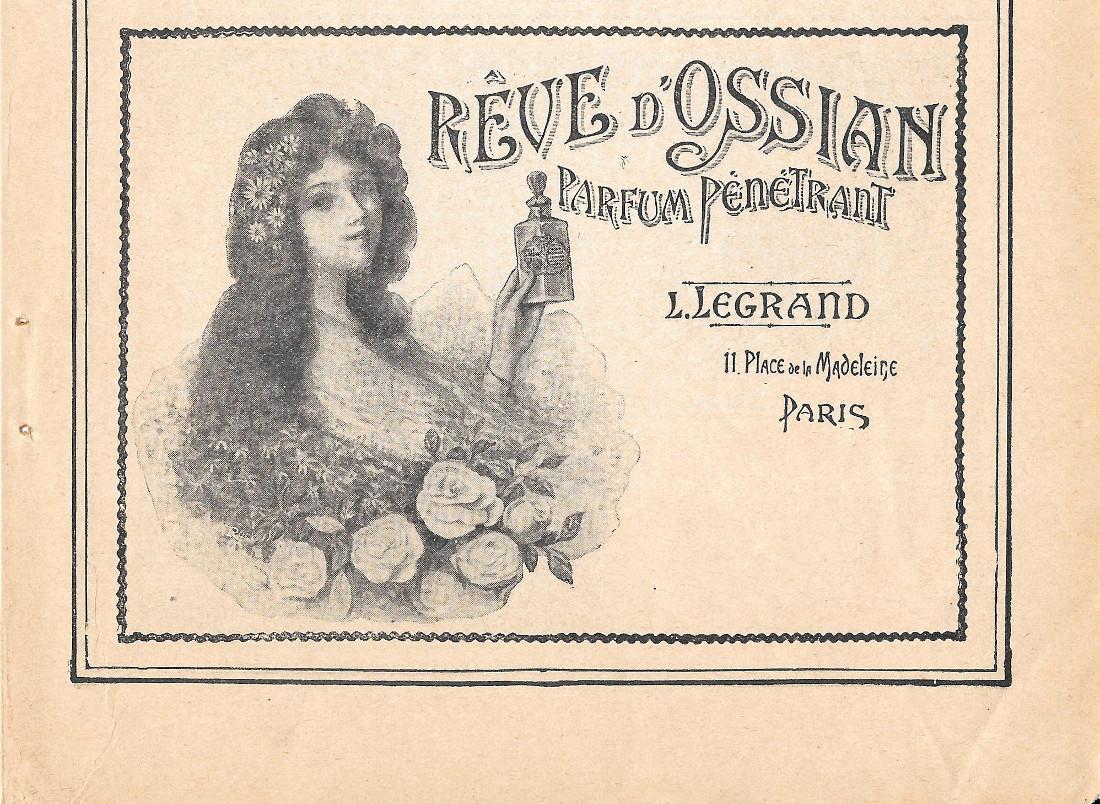 RÊVE D'OSSIAN
PARFUM PÉNÉTRANT
L. LEGRAND
11. PLACE de la MADELEINE
PARIS